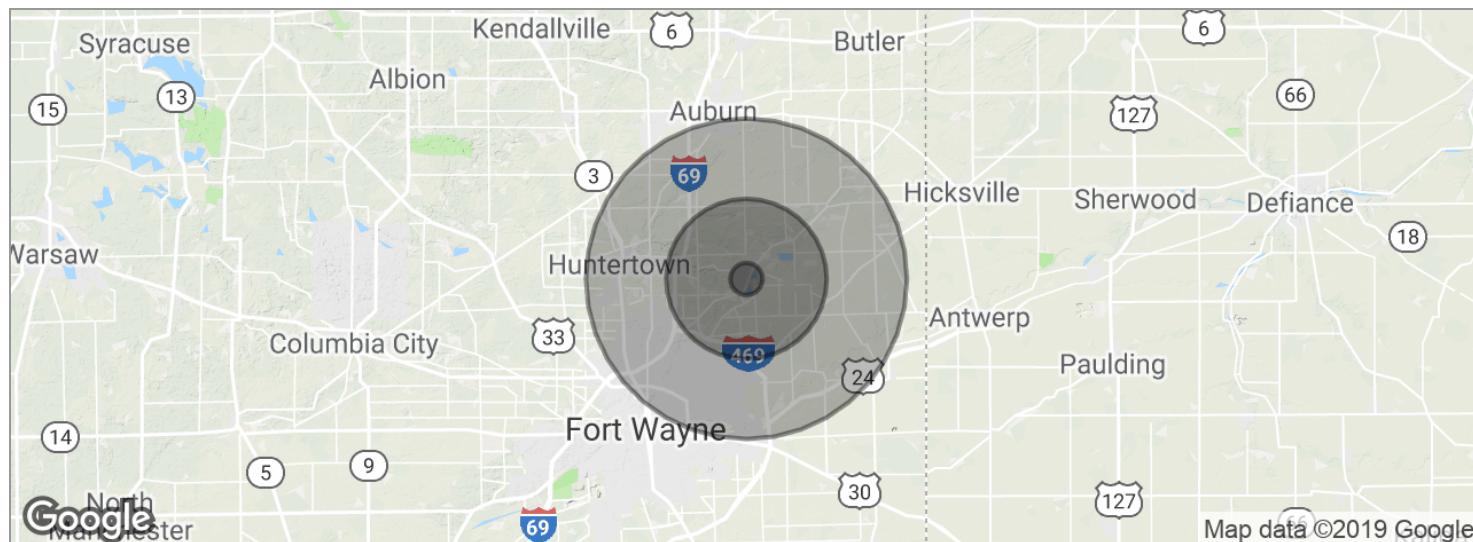 Kendallville
6
Butler
6
Syracuse
Albion
13
15
66
127
Auburn
3
69
Hicksville
Sherwood
Defiance
18
Warsaw
Huntertown
Antwerp
33
Columbia City
469
24
Paulding
Fort Wayne
14
5
9
30
127
North
Manchester
Google
69
66
Map data ©2019 Google